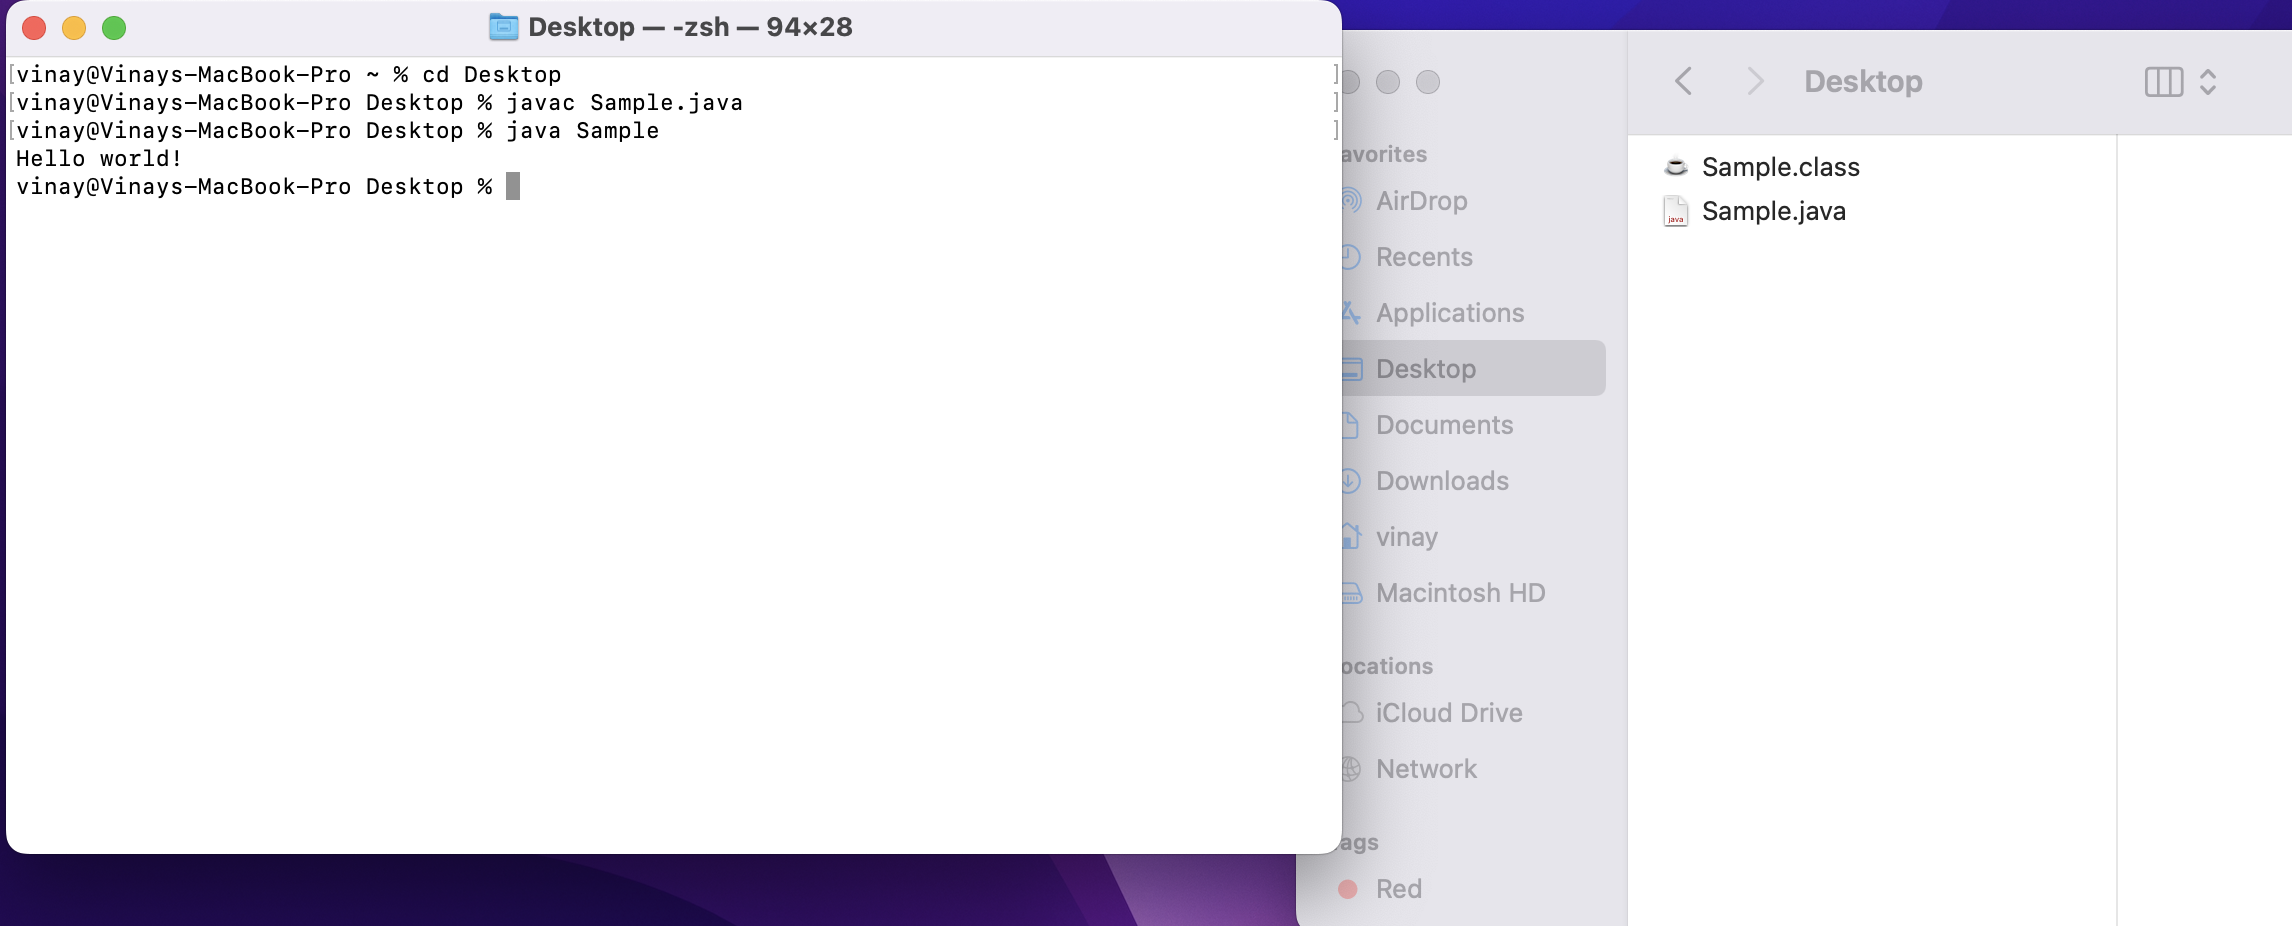 Desktop — -zsh — 94×28
[vinay@Vinays-MacBook-Pro ~ % cd Desktop ]
[vinay@Vinays-MacBook-Pro Desktop % javac Sample.java ]
[vinay@Vinays-MacBook-Pro Desktop % java Sample ]
Hello world!
vinay@Vinays-MacBook-Pro Desktop %
Desktop
avorites
AirDrop
Recents
Applications
Desktop
Documents
Downloads
vinay
Macintosh HD
ocations
iCloud Drive
Network
ags
Red
Sample.class
java Sample.java